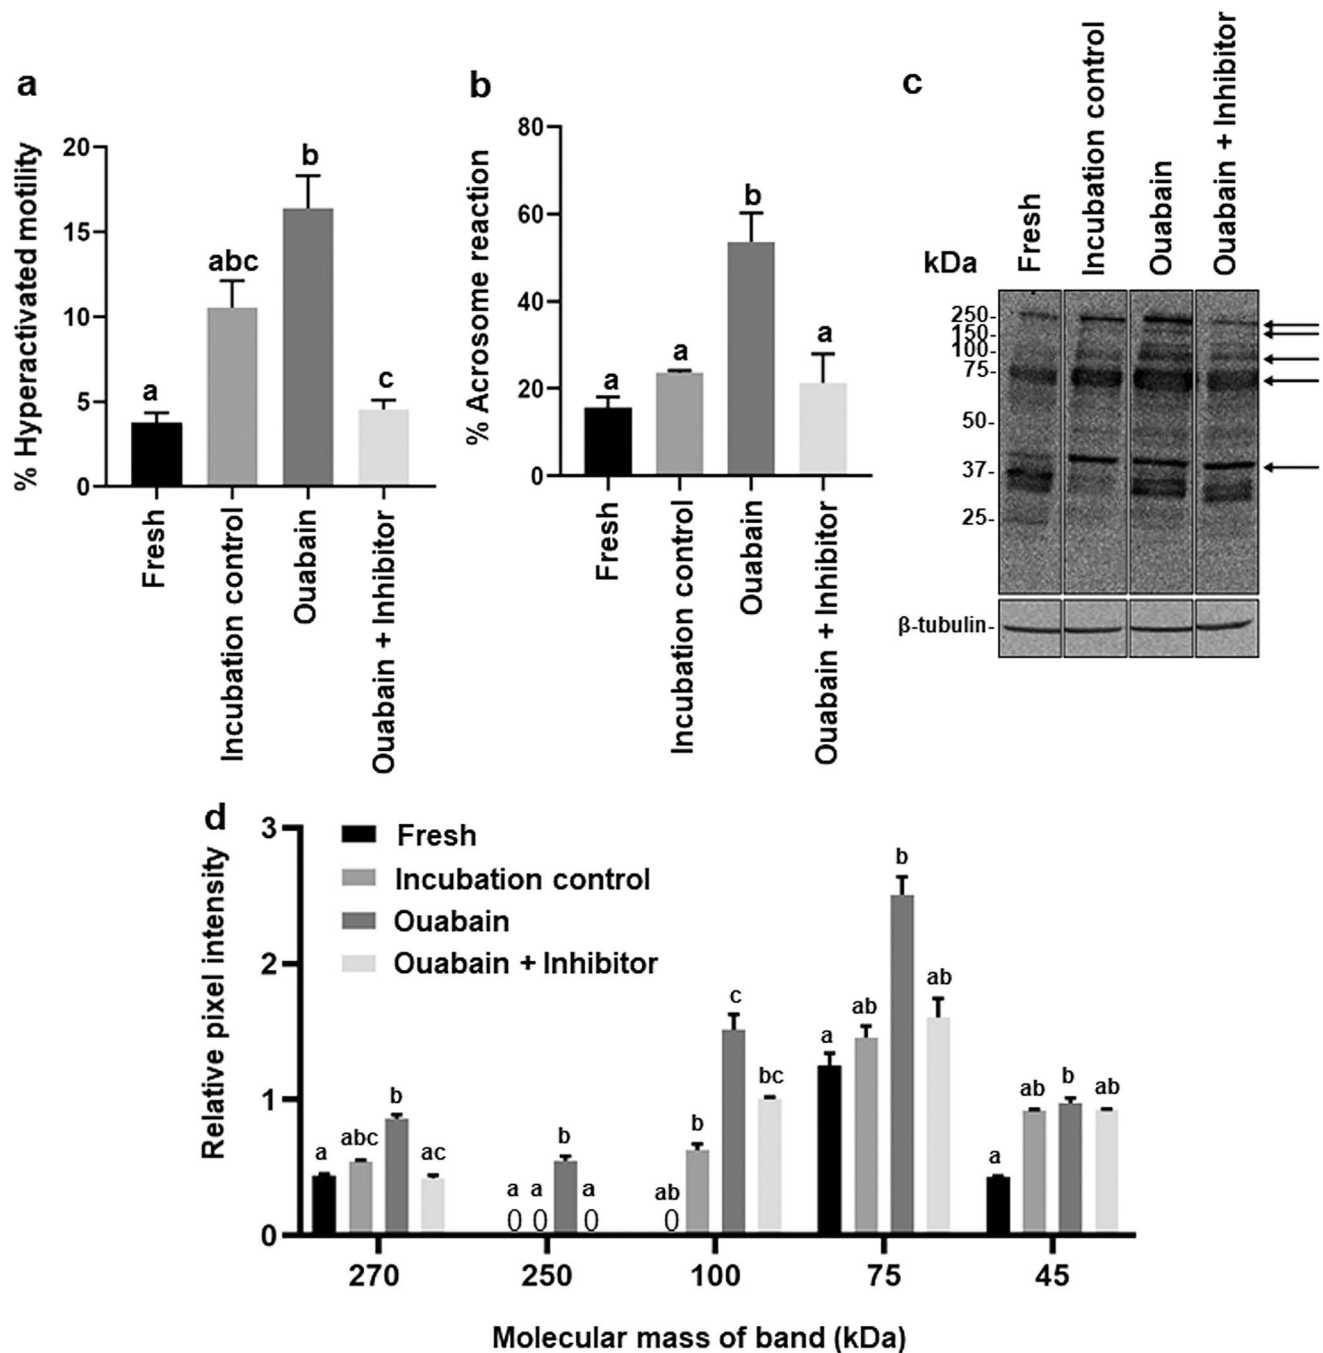 a
% Hyperactivated motility
20
15
10
5
0
a
abc
b
c
Fresh
Incubation control
Ouabain
Ouabain + Inhibitor
b
% Acrosome reaction
80
60
40
20
0
a
a
b
a
Fresh
Incubation control
Ouabain
Ouabain + Inhibitor
c
kDa
Fresh
Incubation control
Ouabain
Ouabain + Inhibitor
250-
150-
100-
75-
50-
37-
25-
β-tubulin-
d
Relative pixel intensity
3
2
1
0
Fresh
Incubation control
Ouabain
Ouabain + Inhibitor
a abc b ac
a a b a
0 0 0
ab b c bc
0
a ab b ab
a ab b ab
270 250 100 75 45
Molecular mass of band (kDa)